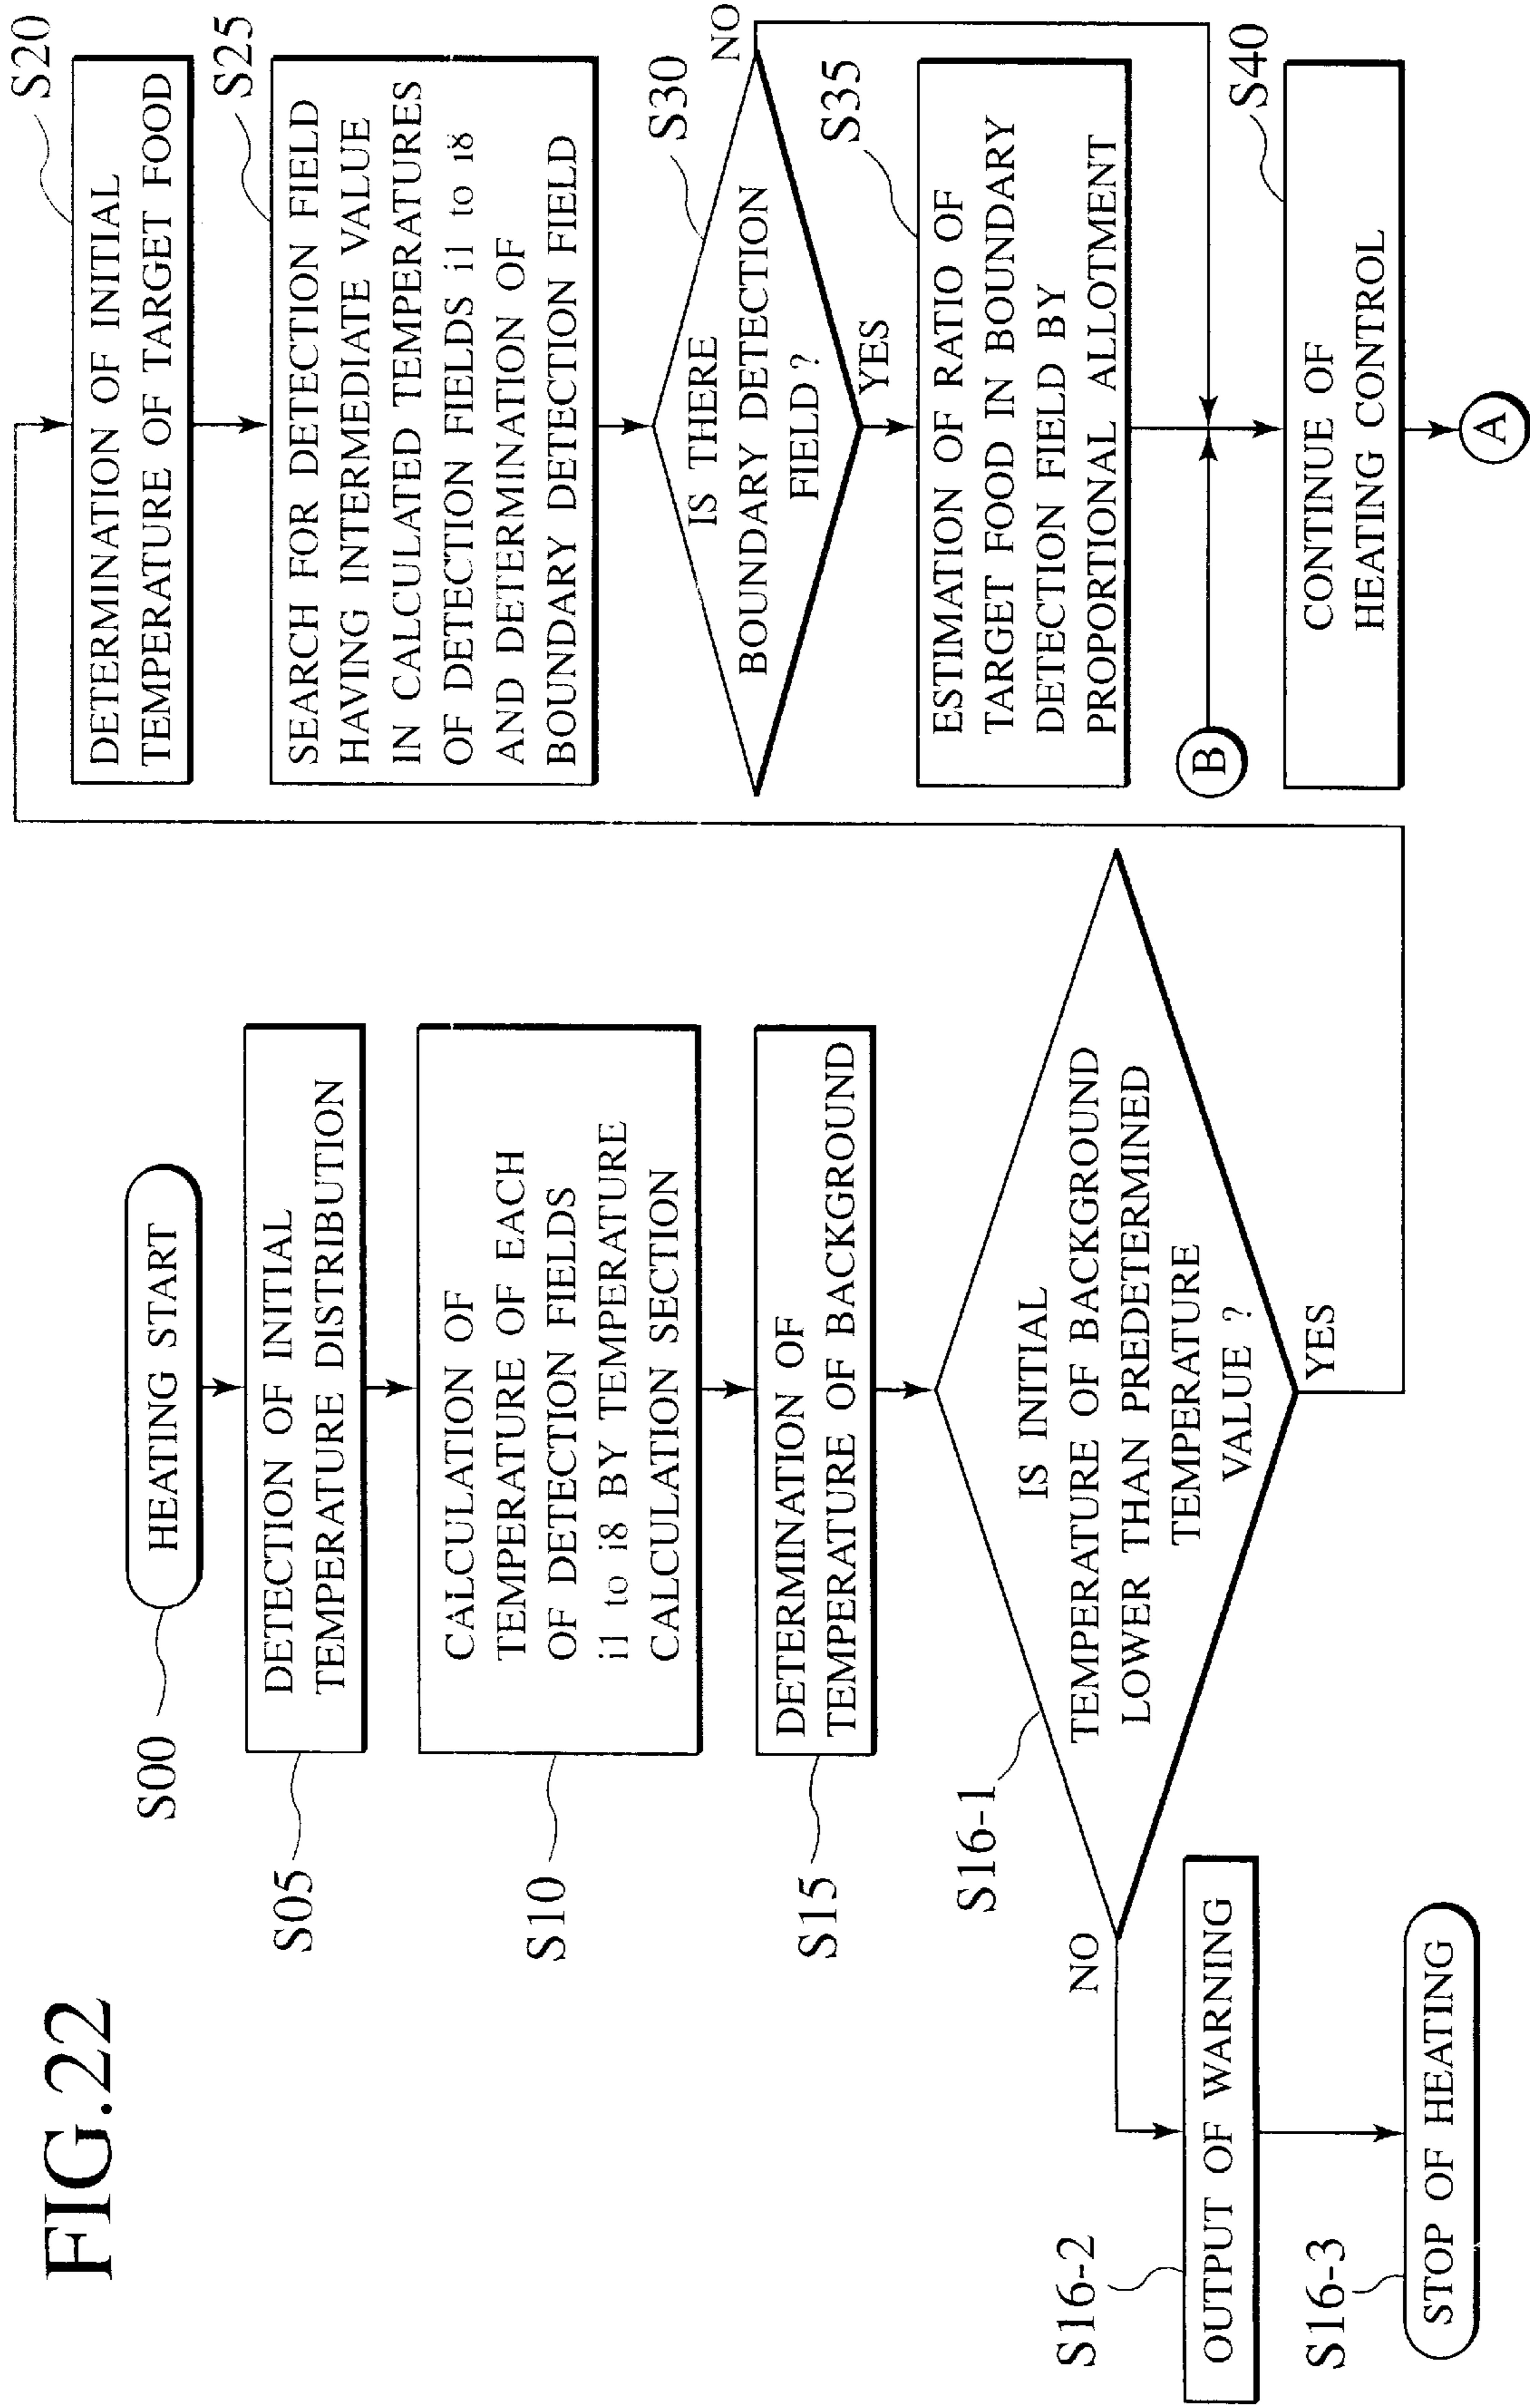 FIG.22
S00
HEATING START
S05
DETECTION OF INITIAL
TEMPERATURE DISTRIBUTION
S10
CALCULATION OF
TEMPERATURE OF EACH
OF DETECTION FIELDS
i1 to i8 BY TEMPERATURE
CALCULATION SECTION
S15
DETERMINATION OF
TEMPERATURE OF BACKGROUND
S16-1
IS INITIAL
TEMPERATURE OF BACKGROUND
LOWER THAN PREDETERMINED
TEMPERATURE
VALUE ?
NO
YES
S16-2
OUTPUT OF WARNING
S16-3
STOP OF HEATING
S20
DETERMINATION OF INITIAL
TEMPERATURE OF TARGET FOOD
S25
SEARCH FOR DETECTION FIELD
HAVING INTERMEDIATE VALUE
IN CALCULATED TEMPERATURES
OF DETECTION FIELDS i1 to i8
AND DETERMINATION OF
BOUNDARY DETECTION FIELD
S30
IS THERE
BOUNDARY DETECTION
FIELD ?
NO
YES
S35
ESTIMATION OF RATIO OF
TARGET FOOD IN BOUNDARY
DETECTION FIELD BY
PROPORTIONAL ALLOTMENT
B
S40
CONTINUE OF
HEATING CONTROL
A